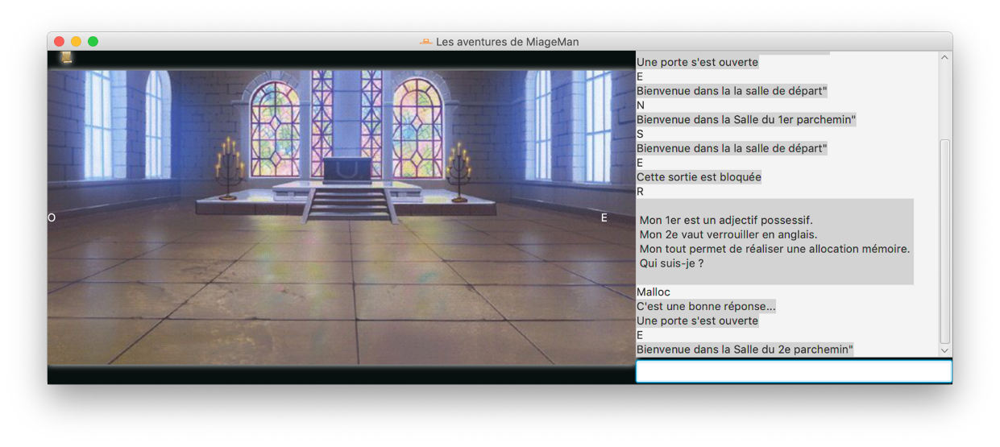 Les aventures de MiageMan
O
E
Une porte s'est ouverte
E
Bienvenue dans la la salle de départ"
N
Bienvenue dans la Salle du 1er parchemin"
S
Bienvenue dans la la salle de départ"
E
Cette sortie est bloquée
R
Mon 1er est un adjectif possessif.
Mon 2e vaut verrouiller en anglais.
Mon tout permet de réaliser une allocation mémoire.
Qui suis-je ?
Malloc
C'est une bonne réponse...
Une porte s'est ouverte
E
Bienvenue dans la Salle du 2e parchemin"